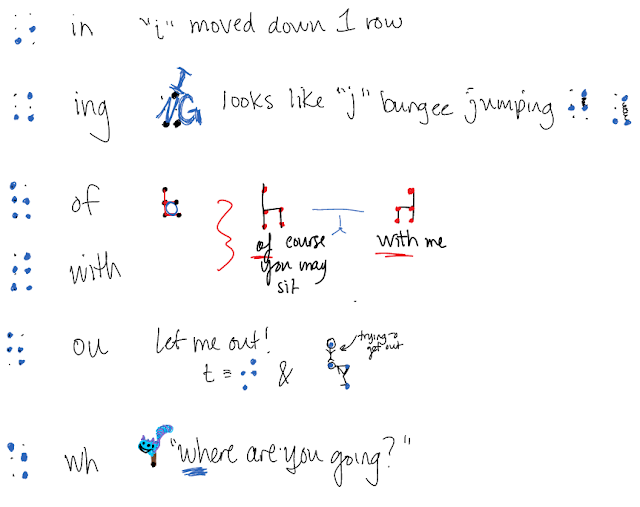 in "i" moved down 1 row
ing ING looks like "j" bungee jumping
of
of course you may sit
with me
with
ou let me out!
t = &
trying to get out
wh "where are you going?"